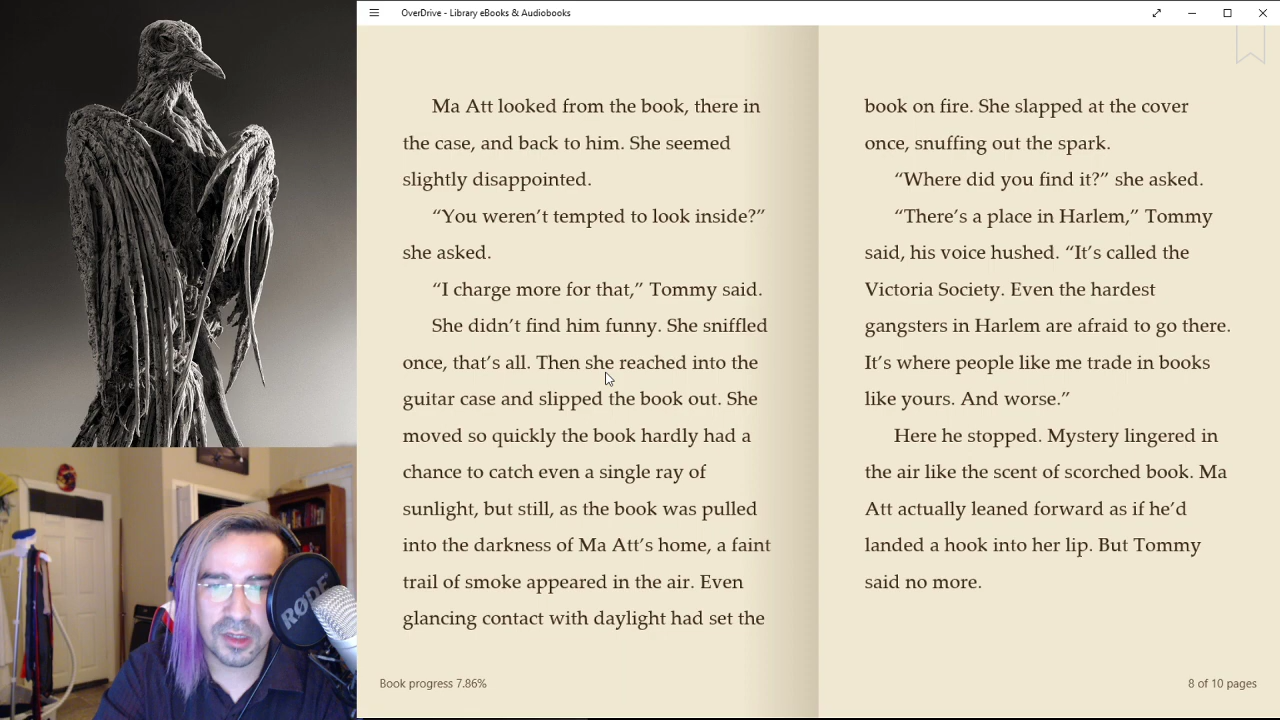 OverDrive - Library eBooks & Audiobooks
Ma Att looked from the book, there in
the case, and back to him. She seemed
slightly disappointed.
“You weren’t tempted to look inside?”
she asked.
“I charge more for that,” Tommy said.
She didn’t find him funny. She sniffled
once, that’s all. Then she reached into the
guitar case and slipped the book out. She
moved so quickly the book hardly had a
chance to catch even a single ray of
sunlight, but still, as the book was pulled
into the darkness of Ma Att’s home, a faint
trail of smoke appeared in the air. Even
glancing contact with daylight had set the
book on fire. She slapped at the cover
once, snuffing out the spark.
“Where did you find it?” she asked.
“There’s a place in Harlem,” Tommy
said, his voice hushed. “It’s called the
Victoria Society. Even the hardest
gangsters in Harlem are afraid to go there.
It’s where people like me trade in books
like yours. And worse.”
Here he stopped. Mystery lingered in
the air like the scent of scorched book. Ma
Att actually leaned forward as if he’d
landed a hook into her lip. But Tommy
said no more.
Book progress 7.86%
8 of 10 pages
RØDE